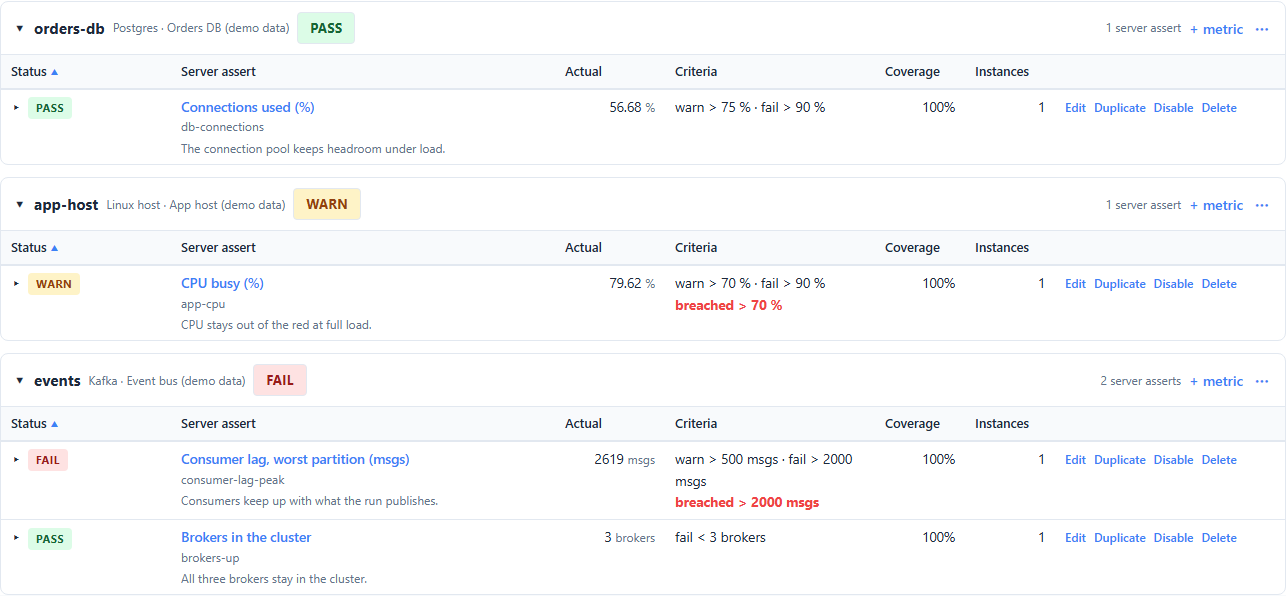 ▼ orders-db Postgres · Orders DB (demo data) PASS 1 server assert + metric ···
Status ▲ Server assert Actual Criteria Coverage Instances
▸ PASS Connections used (%) 56.68 % warn > 75 % · fail > 90 % 100% 1 Edit Duplicate Disable Delete
db-connections
The connection pool keeps headroom under load.
▼ app-host Linux host · App host (demo data) WARN 1 server assert + metric ···
Status ▲ Server assert Actual Criteria Coverage Instances
▸ WARN CPU busy (%) 79.62 % warn > 70 % · fail > 90 % 100% 1 Edit Duplicate Disable Delete
app-cpu breached > 70 %
CPU stays out of the red at full load.
▼ events Kafka · Event bus (demo data) FAIL 2 server asserts + metric ···
Status ▲ Server assert Actual Criteria Coverage Instances
▸ FAIL Consumer lag, worst partition (msgs) 2619 msgs warn > 500 msgs · fail > 2000 100% 1 Edit Duplicate Disable Delete
consumer-lag-peak msgs
Consumers keep up with what the run publishes. breached > 2000 msgs
▸ PASS Brokers in the cluster 3 brokers fail < 3 brokers 100% 1 Edit Duplicate Disable Delete
brokers-up
All three brokers stay in the cluster.